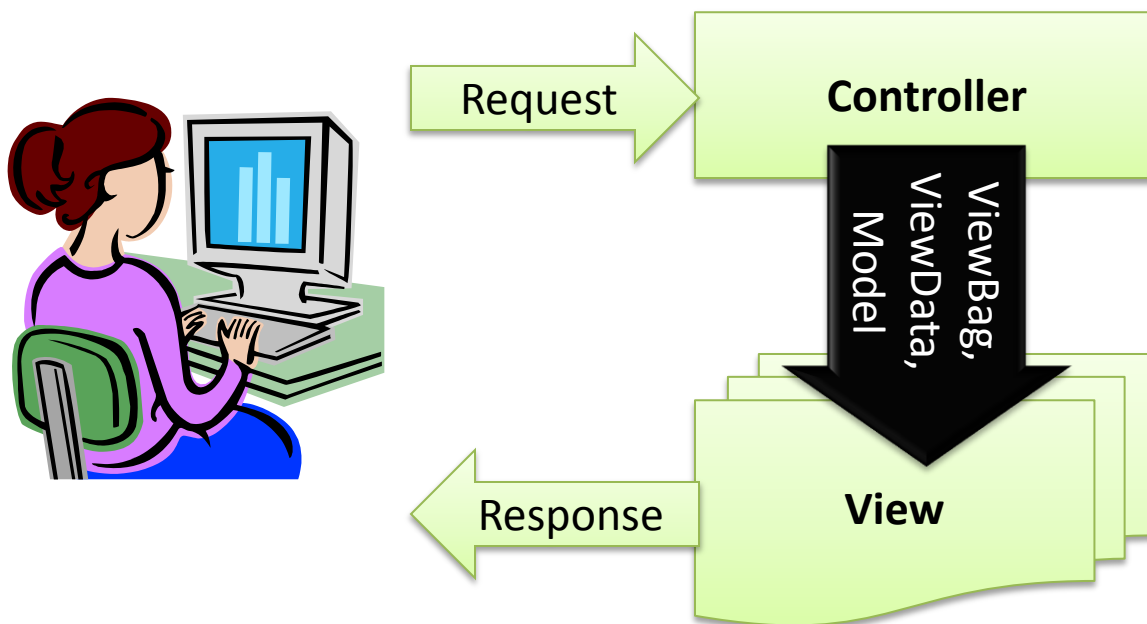 Request
Controller
ViewBag,
ViewData,
Model
View
Response